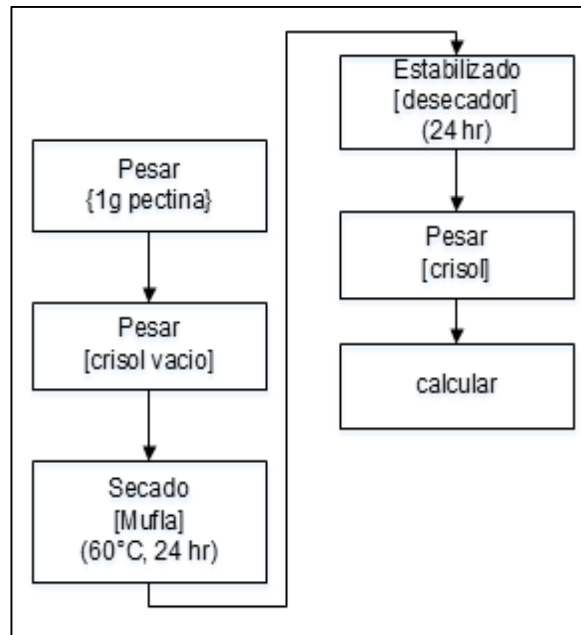 Pesar
{1g pectina}
Pesar
[crisol vacio]
Secado
[Mufla]
(60°C, 24 hr)
Estabilizado
[desecador]
(24 hr)
Pesar
[crisol]
calcular